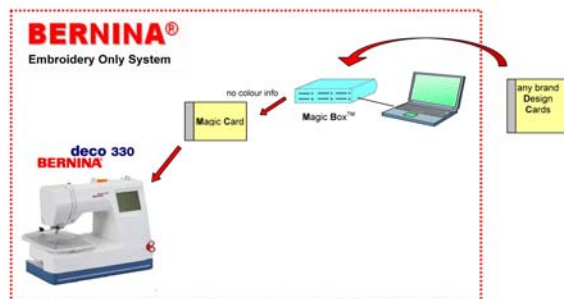 BERNINA®
Embroidery Only System
no colour info
Magic Box™
any brand
Design
Cards
Magic Card
deco 330
BERNINA